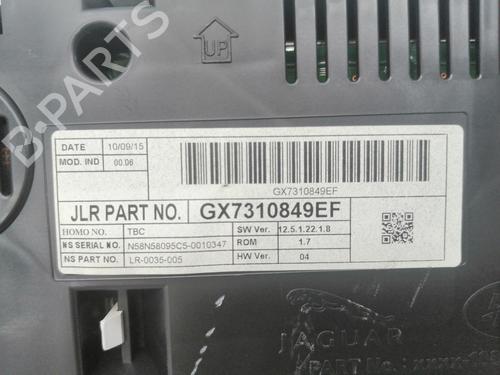 UP
B-PARTS
DATE 10/09/15
MOD. IND 00.06
GX7310849EF
JLR PART NO. GX7310849EF
HOMO NO. TBC SW Ver. 12.5.1.22.1.8
NS SERIAL NO. N58N58095C5-0010347 ROM 1.7
NS PART NO. LR-0035-005 HW Ver. 04
JAGUAR
PART No.: